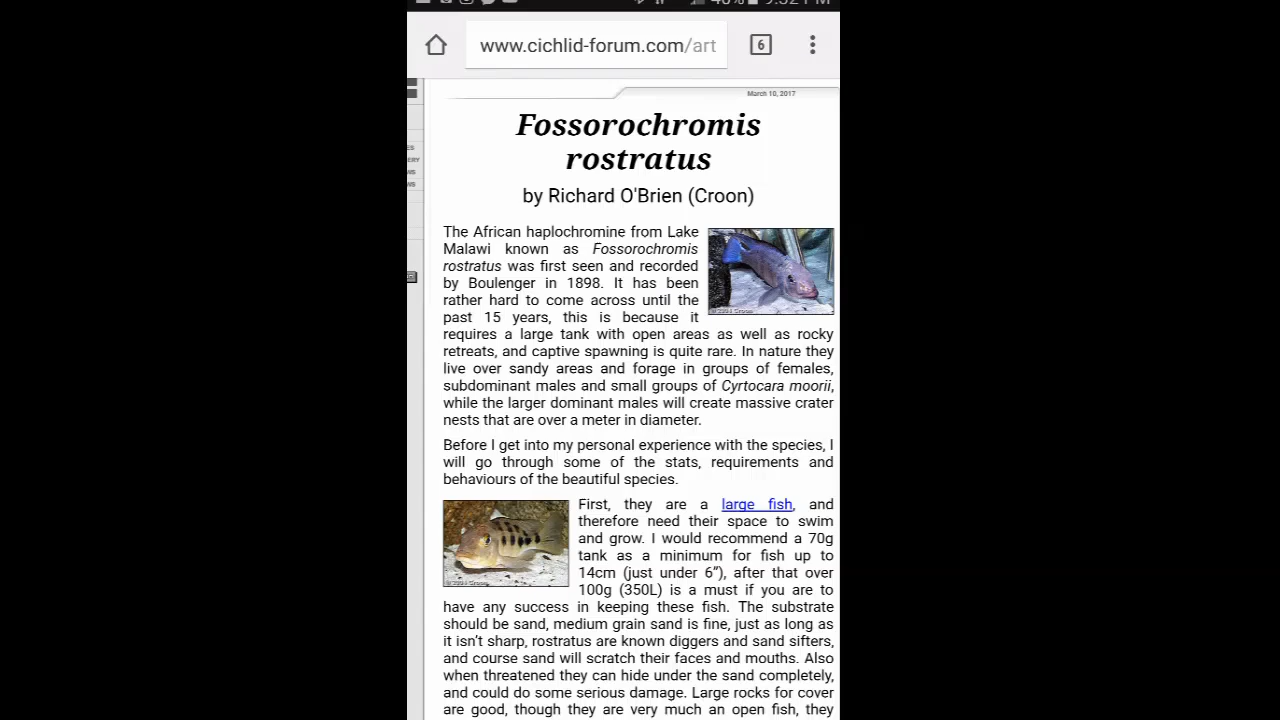 www.cichlid-forum.com/art
6
March 10, 2017
Fossorochromis
rostratus
by Richard O'Brien (Croon)
The African haplochromine from Lake
Malawi known as Fossorochromis
rostratus was first seen and recorded
by Boulenger in 1898. It has been
rather hard to come across until the
past 15 years, this is because it
requires a large tank with open areas as well as rocky
retreats, and captive spawning is quite rare. In nature they
live over sandy areas and forage in groups of females,
subdominant males and small groups of Cyrtocara moorii,
while the larger dominant males will create massive crater
nests that are over a meter in diameter.
Before I get into my personal experience with the species, I
will go through some of the stats, requirements and
behaviours of the beautiful species.
First, they are a large fish, and
therefore need their space to swim
and grow. I would recommend a 70g
tank as a minimum for fish up to
14cm (just under 6”), after that over
100g (350L) is a must if you are to
have any success in keeping these fish. The substrate
should be sand, medium grain sand is fine, just as long as
it isn't sharp, rostratus are known diggers and sand sifters,
and course sand will scratch their faces and mouths. Also
when threatened they can hide under the sand completely,
and could do some serious damage. Large rocks for cover
are good, though they are very much an open fish, they